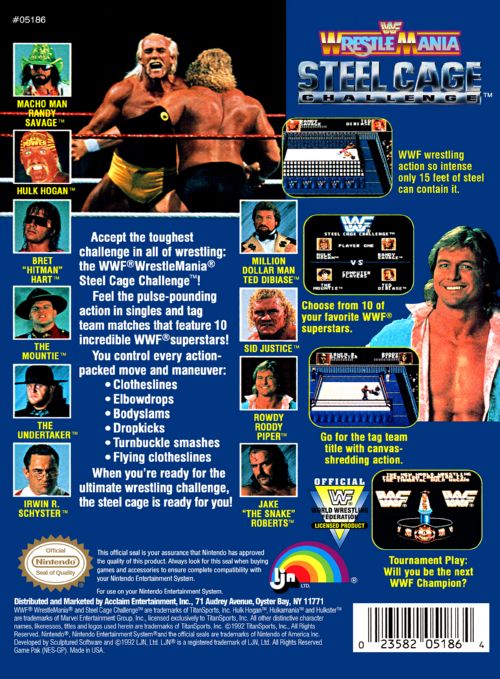 #05186
WF
WRESTLEMANIA
STEEL CAGE
CHALLENGE™
MACHO MAN
RANDY
SAVAGE™
HULK HOGAN™
BRET
"HITMAN"
HART™
THE
MOUNTIE™
THE
UNDERTAKER™
IRWIN R.
SCHYSTER™
Accept the toughest
challenge in all of wrestling:
the WWF®WrestleMania®
Steel Cage Challenge™!
Feel the pulse-pounding
action in singles and tag
team matches that feature 10
incredible WWF®superstars!
You control every action-
packed move and maneuver:
• Clotheslines
• Elbowdrops
• Bodyslams
• Dropkicks
• Turnbuckle smashes
• Flying clotheslines
When you're ready for the
ultimate wrestling challenge,
the steel cage is ready for you!
MILLION
DOLLAR MAN
TED DIBIASE™
SID JUSTICE™
ROWDY
RODDY
PIPER™
JAKE
"THE SNAKE"
ROBERTS™
WWF wrestling
action so intense
only 15 feet of steel
can contain it.
STEEL CAGE CHALLENGE™
PLAYER ONE
HULK
HOGAN™
RANDY
SAVAGE™
VS
COMPUTER
THE
MOUNTIE™
TED
DIBIASE™
Choose from 10 of
your favorite WWF®
superstars.
Go for the tag team
title with canvas-
shredding action.
OFFICIAL
WF
WORLD WRESTLING
FEDERATION
LICENSED PRODUCT
Tournament Play:
Will you be the next
WWF Champion?
Official
Nintendo
Seal of Quality
This official seal is your assurance that Nintendo has approved
the quality of this product. Always look for this seal when buying
games and accessories to ensure complete compatibility with
your Nintendo Entertainment System.
For use on your Nintendo Entertainment System.
LJN
LTD.
®
Distributed and Marketed by Acclaim Entertainment, Inc., 71 Audrey Avenue, Oyster Bay, NY 11771
WWF® WrestleMania® and Steel Cage Challenge™ are trademarks of TitanSports, Inc. Hulk Hogan™, Hulkamania™ and Hulkster™
are trademarks of Marvel Entertainment Group, Inc., licensed exclusively to TitanSports, Inc. All other distinctive character
names, likenesses, titles and logos used herein are trademarks of TitanSports, Inc. ©1992 TitanSports, Inc., All Rights
Reserved. Nintendo®, Nintendo Entertainment System® and the official seals are trademarks of Nintendo of America Inc.
Developed by Sculptured Software and ©1992 LJN, Ltd. LJN® is a registered trademark of LJN, Ltd. All Rights Reserved.
Game Pak (NES-GP). Made in USA.
0 23582 05186 4